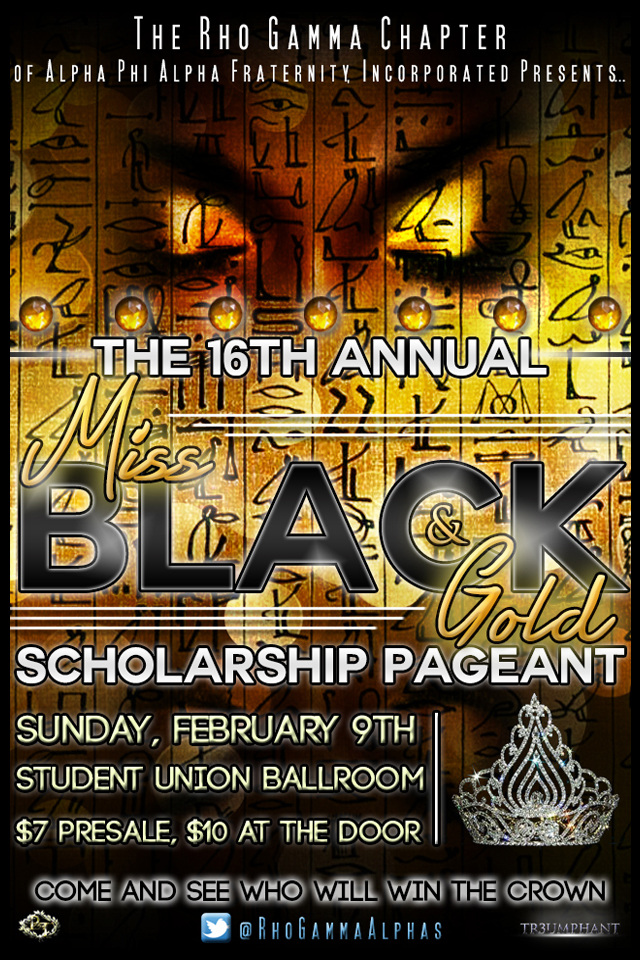 The Rho Gamma Chapter
of Alpha Phi Alpha Fraternity, Incorporated Presents...
THE 16TH ANNUAL
Miss
BLACK
& Gold
SCHOLARSHIP PAGEANT
SUNDAY, FEBRUARY 9TH
STUDENT UNION BALLROOM
$7 PRESALE, $10 AT THE DOOR
COME AND SEE WHO WILL WIN THE CROWN
@RhoGammaAlphas
TR3UMPHANT